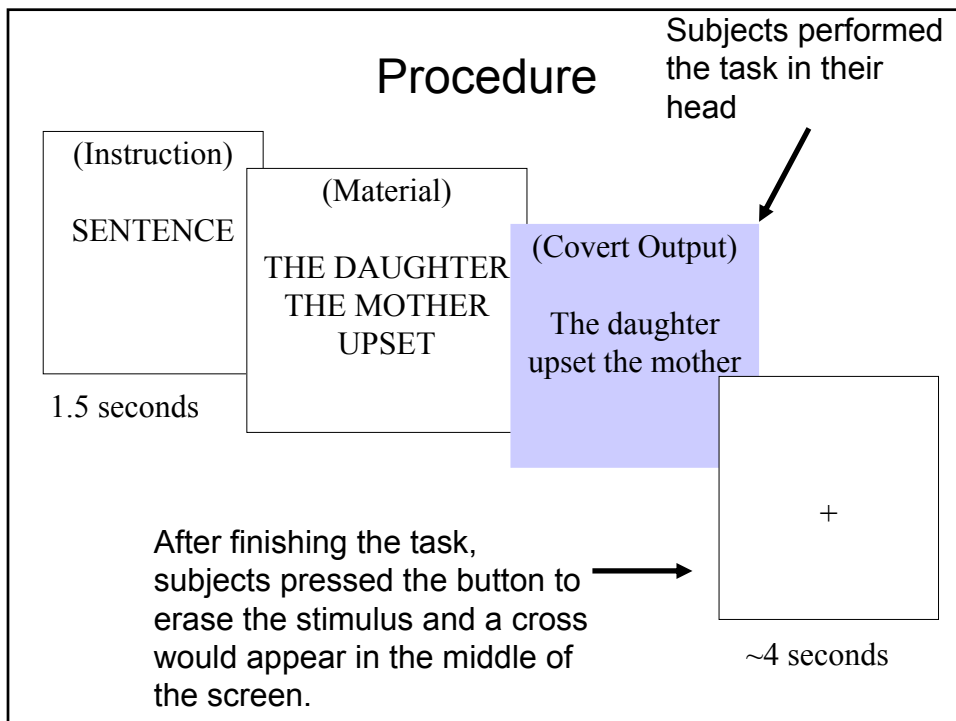 Procedure
Subjects performed
the task in their
head
(Instruction)
SENTENCE
1.5 seconds
(Material)
THE DAUGHTER
THE MOTHER
UPSET
(Covert Output)
The daughter
upset the mother
+
~4 seconds
After finishing the task,
subjects pressed the button to
erase the stimulus and a cross
would appear in the middle of
the screen.